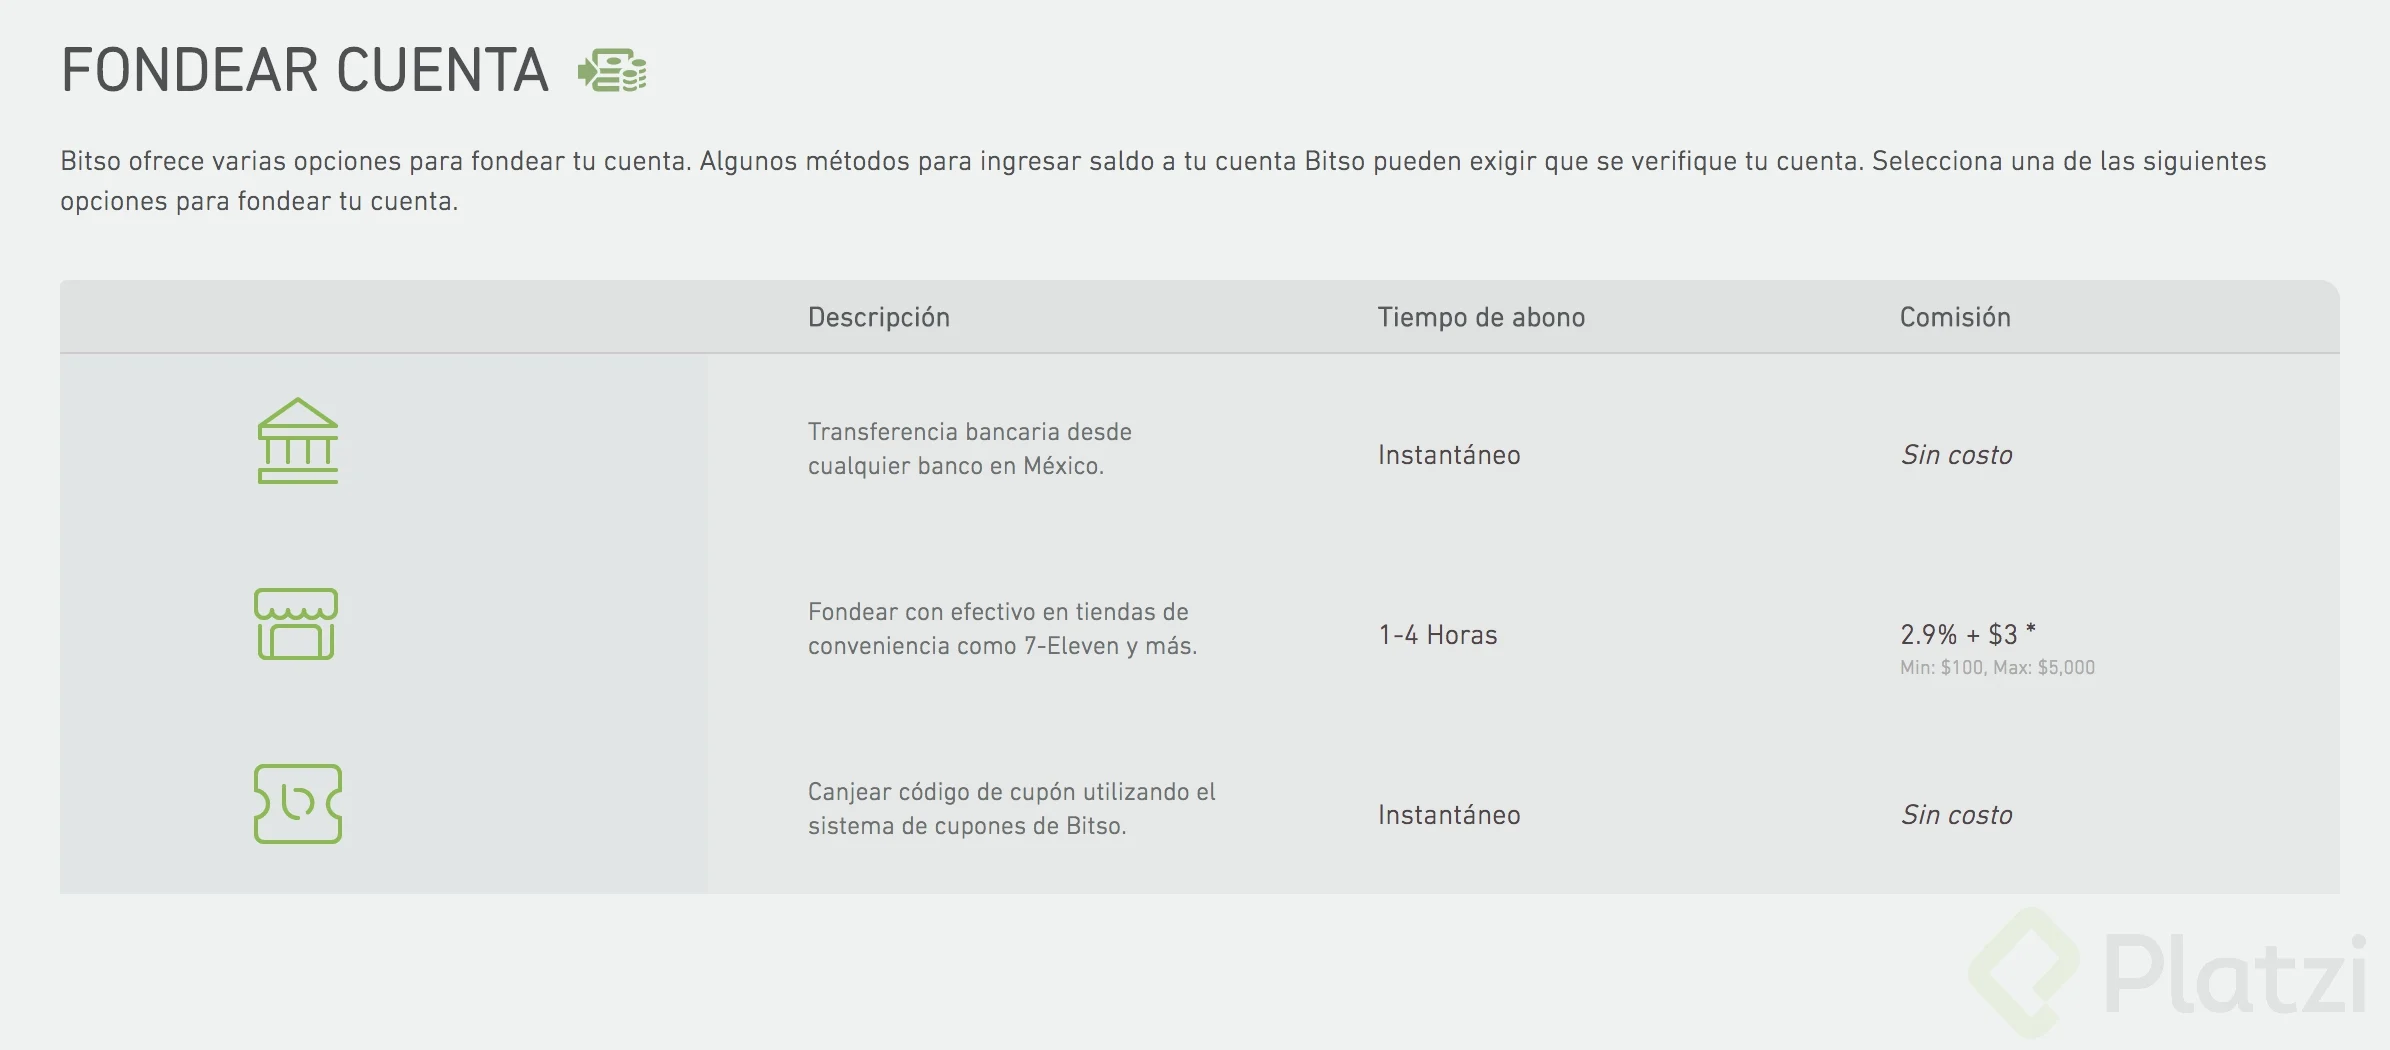 FONDEAR CUENTA
Bitso ofrece varias opciones para fondear tu cuenta. Algunos métodos para ingresar saldo a tu cuenta Bitso pueden exigir que se verifique tu cuenta. Selecciona una de las siguientes
opciones para fondear tu cuenta.
Descripción Tiempo de abono Comisión
Transferencia bancaria desde
cualquier banco en México.
Instantáneo
Sin costo
Fondear con efectivo en tiendas de
conveniencia como 7-Eleven y más.
1-4 Horas
2.9% + $3 *
Min: $100, Max: $5,000
Canjear código de cupón utilizando el
sistema de cupones de Bitso.
Instantáneo
Sin costo
Platzi